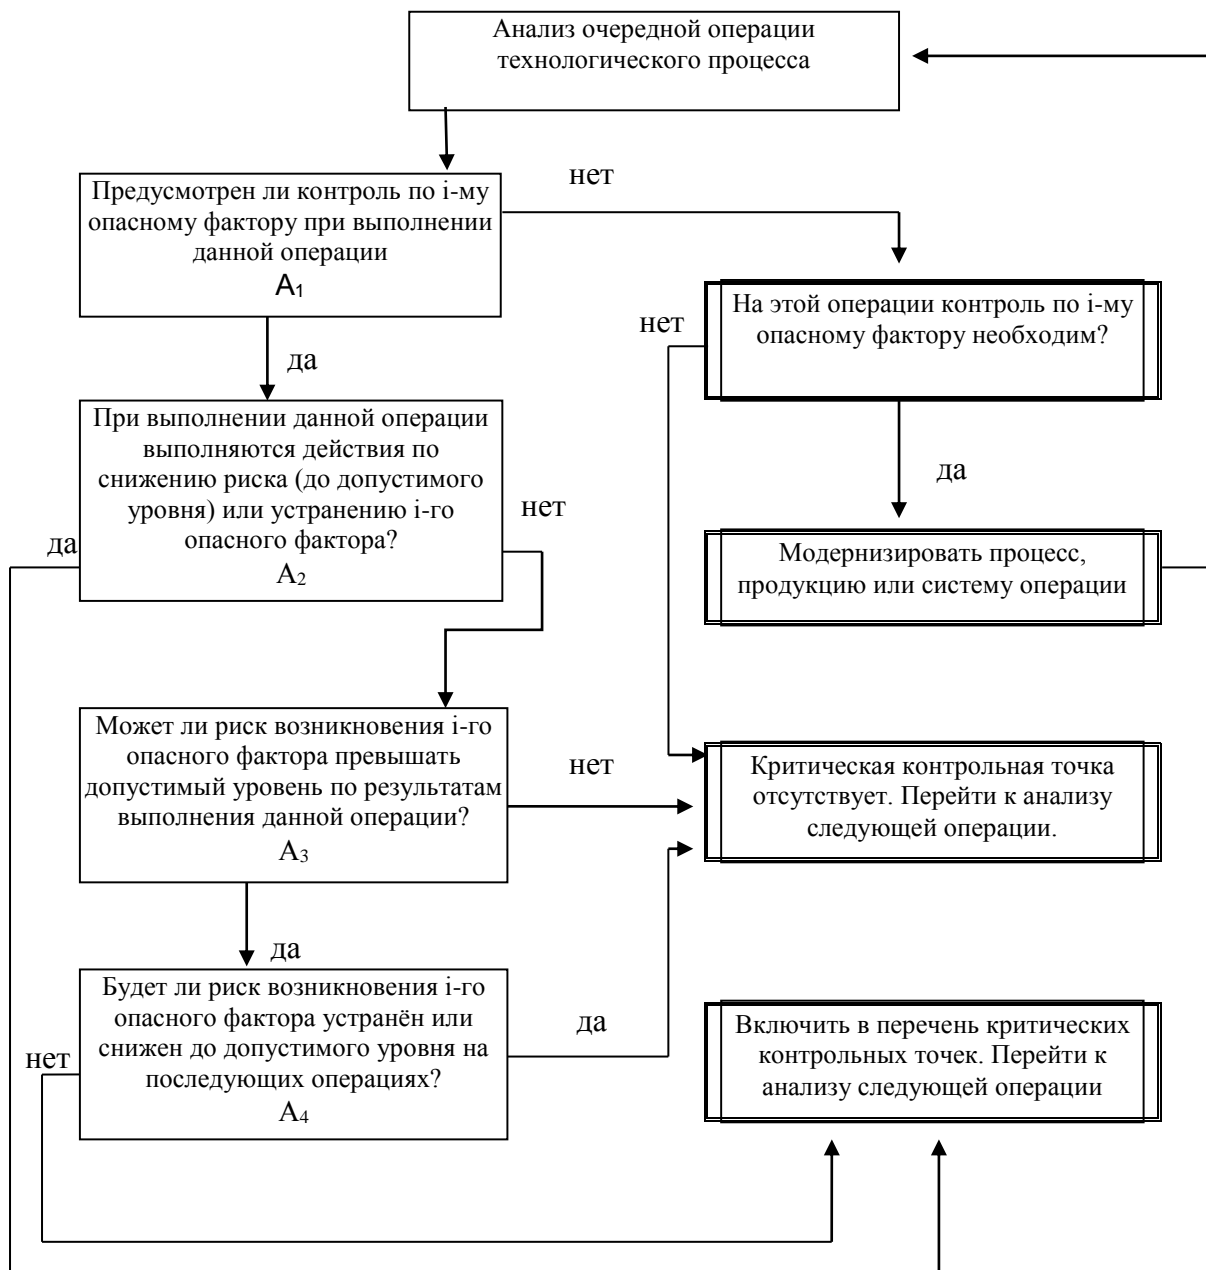 Анализ очередной операции
технологического процесса
нет
Предусмотрен ли контроль по i-му
опасному фактору при выполнении
данной операции
A1
На этой операции контроль по i-му
опасному фактору необходим?
нет
да
При выполнении данной операции
выполняются действия по
снижению риска (до допустимого
уровня) или устранению i-го
опасного фактора?
A2
да
нет
да
Модернизировать процесс,
продукцию или систему операции
Может ли риск возникновения i-го
опасного фактора превышать
допустимый уровень по результатам
выполнения данной операции?
A3
нет
Критическая контрольная точка
отсутствует. Перейти к анализу
следующей операции.
да
Будет ли риск возникновения i-го
опасного фактора устранён или
снижен до допустимого уровня на
последующих операциях?
A4
нет
да
Включить в перечень критических
контрольных точек. Перейти к
анализу следующей операции